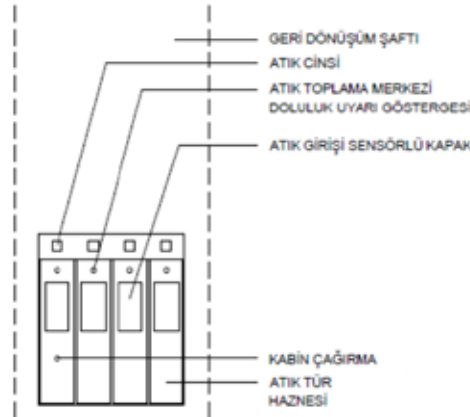 GERİ DÖNÜŞÜM ŞAFTI
ATIK CİNSİ
ATIK TOPLAMA MERKEZİ
DOLULUK UYARI GÖSTERGESİ
ATIK GİRİŞİ SENSÖRLÜ KAPAK
KABİN ÇAĞIRMA
ATIK TÜR
HAZNESİ